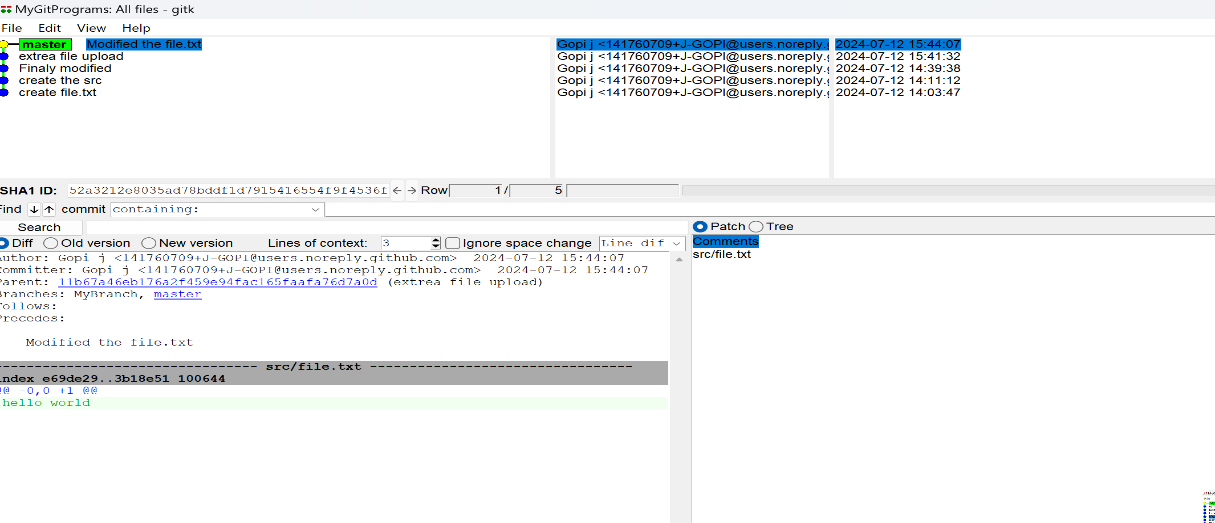 MyGitPrograms: All files - gitk
File Edit View Help
master Modified the file.txt Gopi j <141760709+J-GOPI@users.noreply.g 2024-07-12 15:44:07
extrea file upload Gopi j <141760709+J-GOPI@users.noreply.g 2024-07-12 15:41:32
Finaly modified Gopi j <141760709+J-GOPI@users.noreply.g 2024-07-12 14:39:38
create the src Gopi j <141760709+J-GOPI@users.noreply.g 2024-07-12 14:11:12
create file.txt Gopi j <141760709+J-GOPI@users.noreply.g 2024-07-12 14:03:47
SHA1 ID: 52a3212e8035ad78bddf1d7915416554f9f4536f ← → Row 1 / 5
Find ↓ ↑ commit containing:
Search
Diff Old version New version Lines of context: 3 Ignore space change Line dif
Author: Gopi j <141760709+J-GOPI@users.noreply.github.com> 2024-07-12 15:44:07
Committer: Gopi j <141760709+J-GOPI@users.noreply.github.com> 2024-07-12 15:44:07
Parent: 11b67a46eb176a2f459e94fac165faafa76d7a0d (extrea file upload)
Branches: MyBranch, master
Follows:
Precedes:
Modified the file.txt
------------------------------ src/file.txt ------------------------------
index e69de29..3b18e51 100644
@@ -0,0 +1 @@
hello world
Patch Tree
Comments
src/file.txt